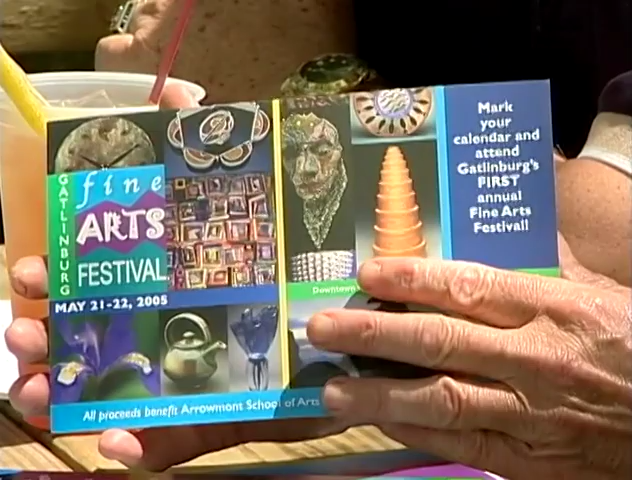 GATLINBURG
fine
ARTS
FESTIVAL
MAY 21-22, 2005
Mark
your
calendar and
attend
Gatlinburg's
FIRST
annual
Fine Arts
Festival!
Downtown
All proceeds benefit Arrowmont School of Arts